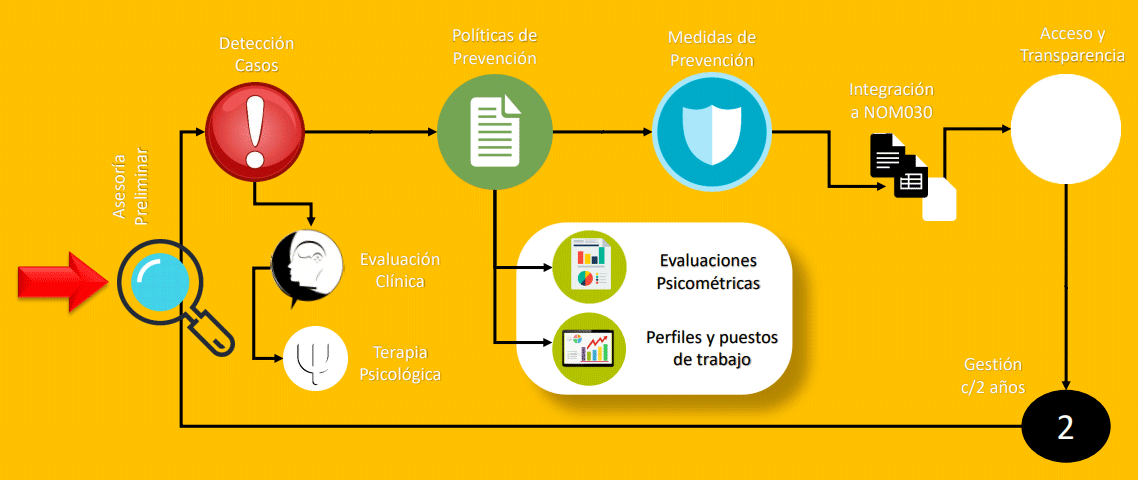 Detección
Casos
Políticas de
Prevención
Medidas de
Prevención
Acceso y
Transparencia
Integración
a NOM030
Asesoría
Preliminar
Evaluación
Clínica
Terapia
Psicológica
Evaluaciones
Psicométricas
Perfiles y puestos
de trabajo
Gestión
c/2 años
2